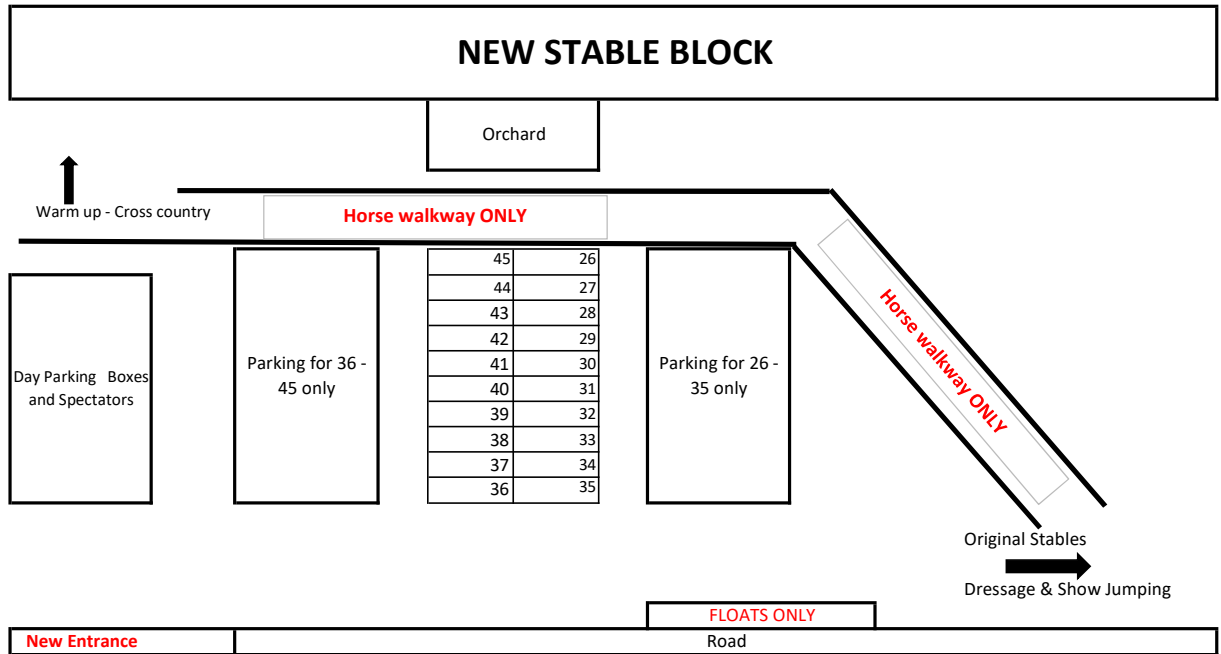 NEW STABLE BLOCK
Orchard
Warm up - Cross country
Horse walkway ONLY
45 26
44 27
43 28
42 29
41 30
40 31
39 32
38 33
37 34
36 35
Day Parking Boxes
and Spectators
Parking for 36 -
45 only
Parking for 26 -
35 only
Horse walkway ONLY
Original Stables
Dressage & Show Jumping
FLOATS ONLY
New Entrance
Road